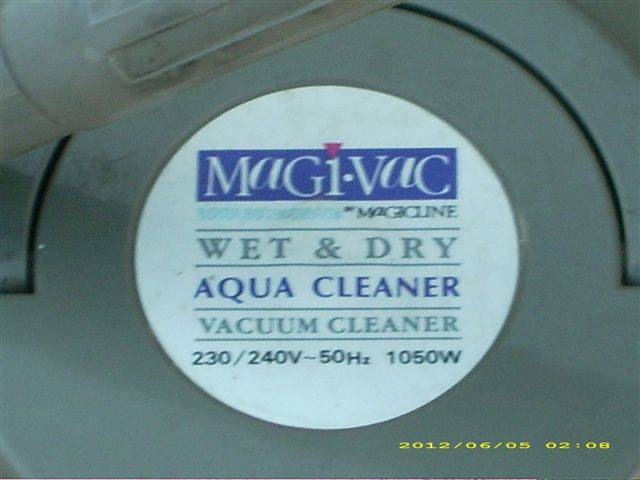 MaGi·Vac
BY MAGICLINE
WET & DRY
AQUA CLEANER
VACUUM CLEANER
230/240V~50Hz 1050W
2012/06/05 02:08